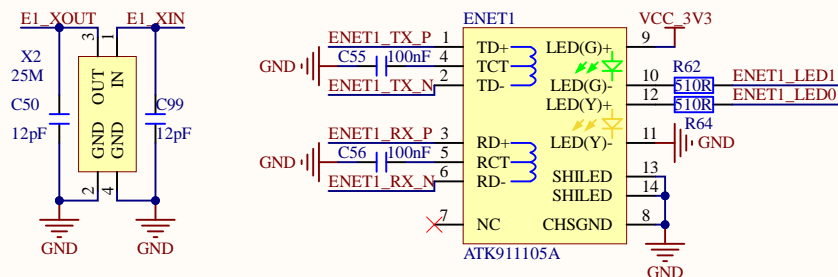 E1_XOUT
E1_XIN
3
1
X2
25M
OUT
IN
C50
C99
12pF
12pF
GND
GND
2
4
GND
GND
ENET1
ENET1_TX_P
1
TD+
C55
100nF
4
TCT
GND
ENET1_TX_N
2
TD-
ENET1_RX_P
3
RD+
C56
100nF
5
RCT
GND
ENET1_RX_N
6
RD-
7
NC
ATK911105A
LED(G)+
9
VCC_3V3
LED(G)-
10
R62
510R
ENET1_LED1
LED(Y)+
12
510R
ENET1_LED0
R64
LED(Y)-
11
GND
SHILED
13
SHILED
14
CHSGND
8
GND